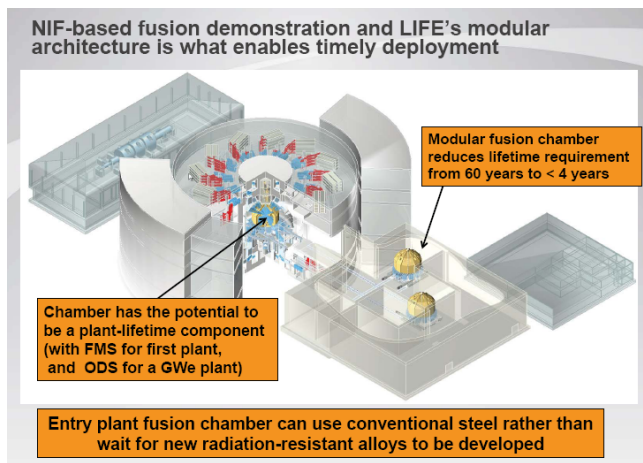 NIF-based fusion demonstration and LIFE's modular
architecture is what enables timely deployment
Modular fusion chamber
reduces lifetime requirement
from 60 years to < 4 years
Chamber has the potential to
be a plant-lifetime component
(with FMS for first plant,
and ODS for a GWe plant)
Entry plant fusion chamber can use conventional steel rather than
wait for new radiation-resistant alloys to be developed